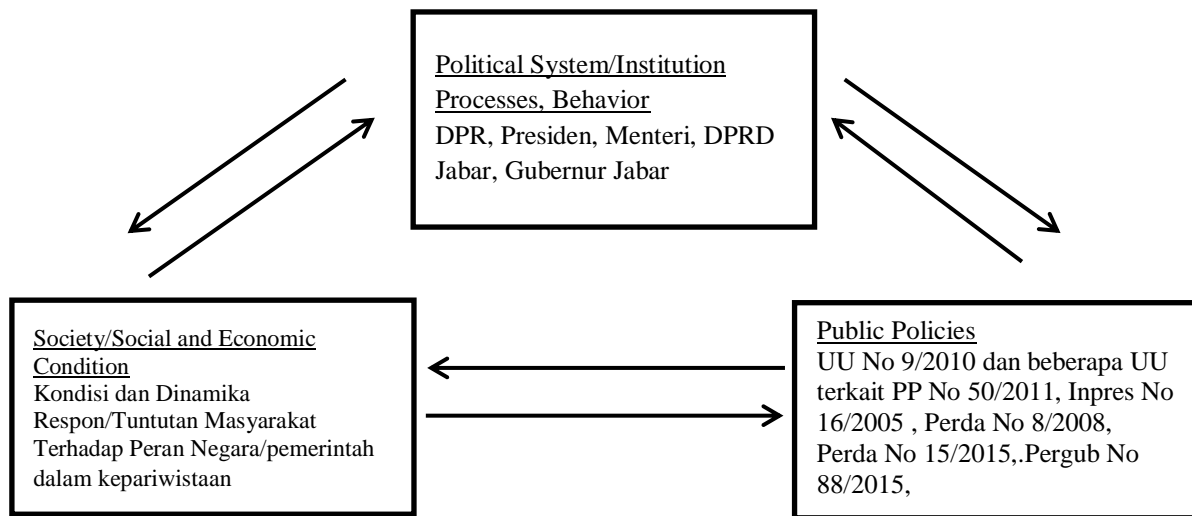 Political System/Institution
Processes, Behavior
DPR, Presiden, Menteri, DPRD
Jabar, Gubernur Jabar
Society/Social and Economic
Condition
Kondisi dan Dinamika
Respon/Tuntutan Masyarakat
Terhadap Peran Negara/pemerintah
dalam kepariwistaan
Public Policies
UU No 9/2010 dan beberapa UU
terkait PP No 50/2011, Inpres No
16/2005 , Perda No 8/2008,
Perda No 15/2015,.Pergub No
88/2015,